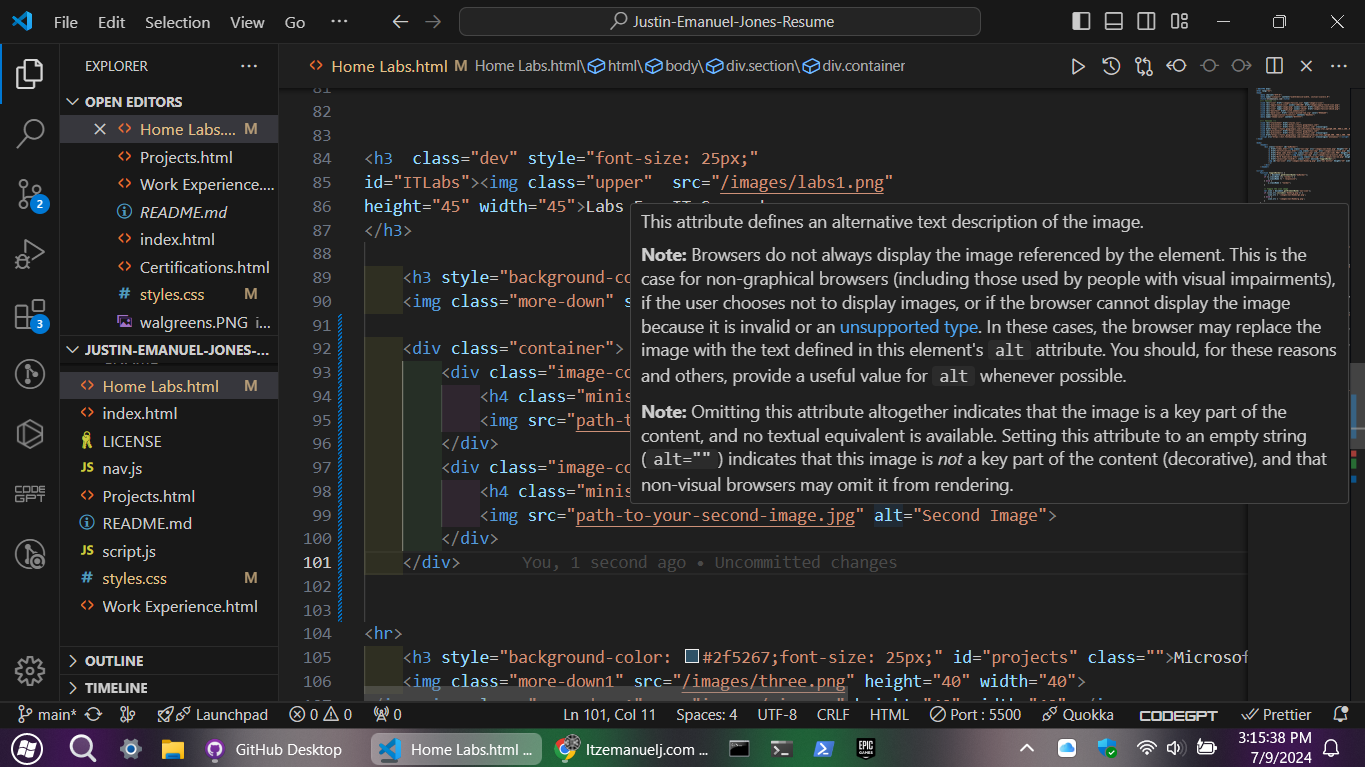 File Edit Selection View Go ··· Justin-Emanuel-Jones-Resume
EXPLORER ···
OPEN EDITORS
Home Labs.... M
Projects.html
Work Experience....
README.md
index.html
Certifications.html
# styles.css M
walgreens.PNG i...
JUSTIN-EMANUEL-JONES-...
Home Labs.html M
index.html
LICENSE
JS nav.js
Projects.html
README.md
JS script.js
# styles.css M
Work Experience.html
OUTLINE
TIMELINE
2
3
CODE
GPT
Home Labs.html M Home Labs.html\html\body\div.section\div.container ···
81
82
83
84 <h3  class="dev" style="font-size: 25px;"
85 id="ITLabs"><img class="upper"  src="/images/labs1.png"
86 height="45" width="45">Labs
87 </h3>
88
89 <h3 style="background-co
90 <img class="more-down" s
91
92 <div class="container">
93 <div class="image-co
94 <h4 class="minis
95 <img src="path-t
96 </div>
97 <div class="image-co
98 <h4 class="minis
99 <img src="path-to-your-second-image.jpg" alt="Second Image">
100 </div>
101 </div> You, 1 second ago • Uncommitted changes
102
103
104 <hr>
105 <h3 style="background-color: #2f5267;font-size: 25px;" id="projects" class="">Microsof
106 <img class="more-down1" src="/images/three.png" height="40" width="40">
This attribute defines an alternative text description of the image.
Note: Browsers do not always display the image referenced by the element. This is the
case for non-graphical browsers (including those used by people with visual impairments),
if the user chooses not to display images, or if the browser cannot display the image
because it is invalid or an unsupported type. In these cases, the browser may replace the
image with the text defined in this element's alt attribute. You should, for these reasons
and others, provide a useful value for alt whenever possible.
Note: Omitting this attribute altogether indicates that the image is a key part of the
content, and no textual equivalent is available. Setting this attribute to an empty string
( alt="" ) indicates that this image is not a key part of the content (decorative), and that
non-visual browsers may omit it from rendering.
main* Launchpad 0 0 0 Ln 101, Col 11 Spaces: 4 UTF-8 CRLF HTML Port : 5500 Quokka CODEGPT Prettier
GitHub Desktop Home Labs.html ... Itzemanuelj.com ... EPIC GAMES 3:15:38 PM
7/9/2024